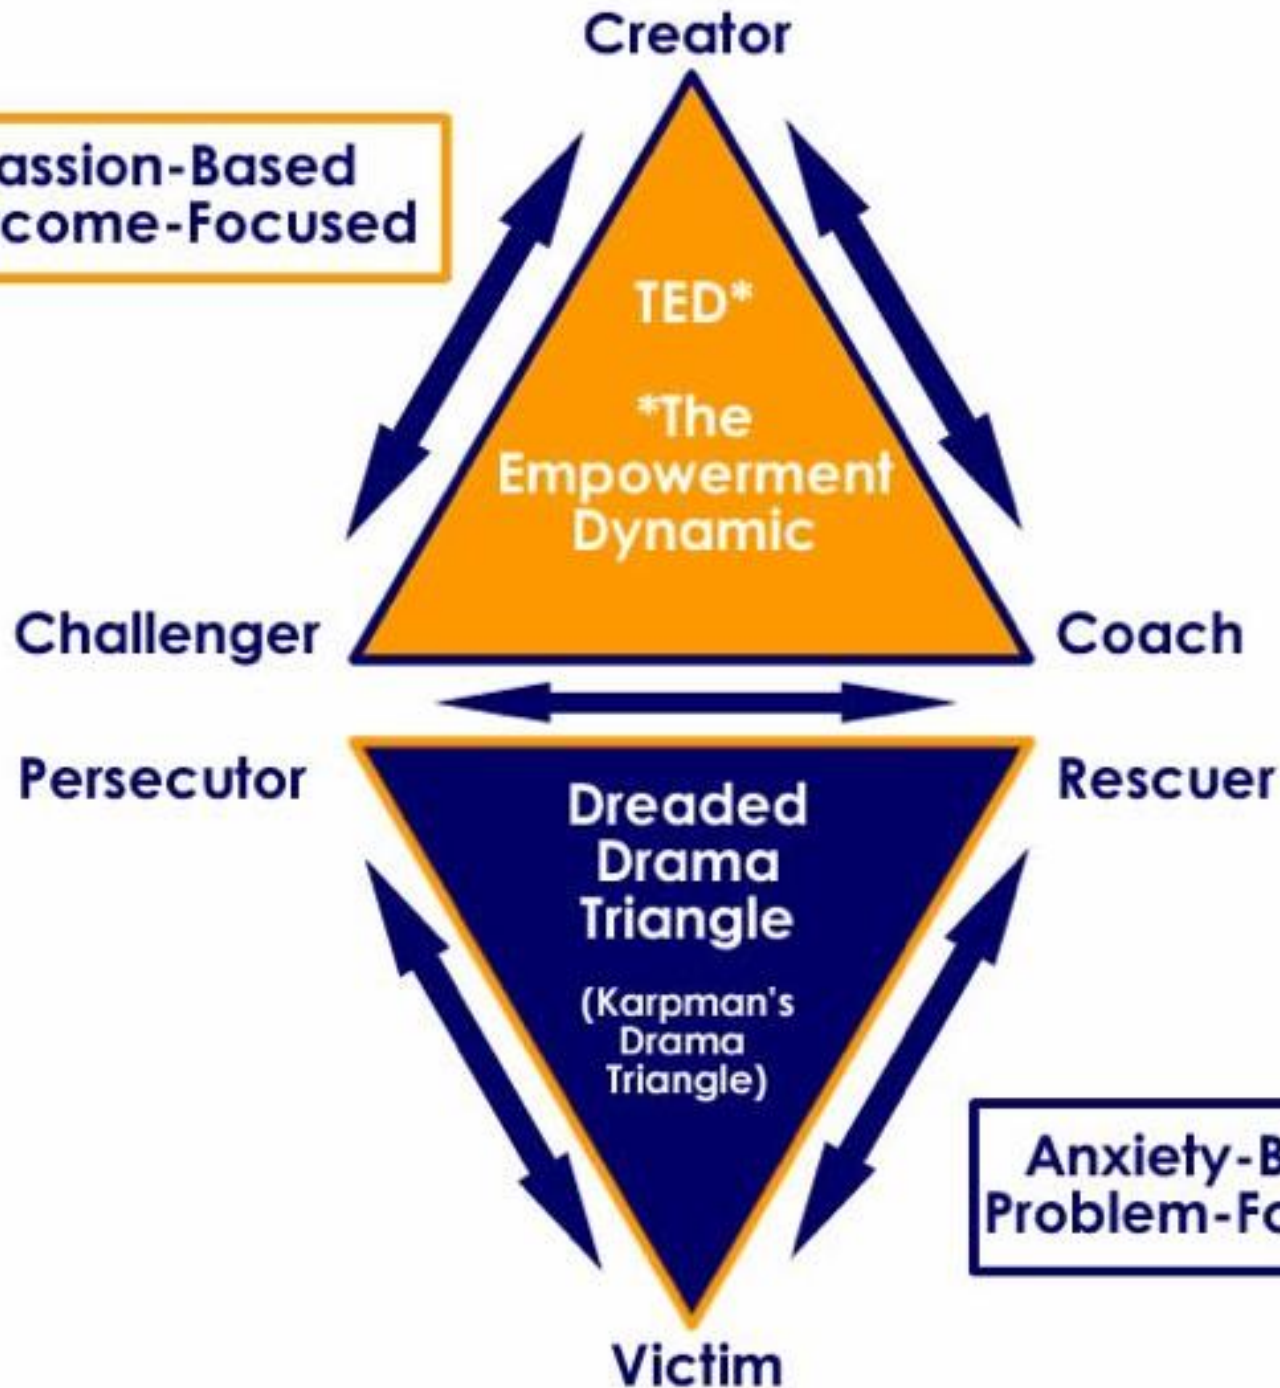 Creator
assion-Based
come-Focused
TED*
*The
Empowerment
Dynamic
Challenger
Coach
Persecutor
Rescuer
Dreaded
Drama
Triangle
(Karpman's
Drama
Triangle)
Anxiety-B
Problem-Fo
Victim